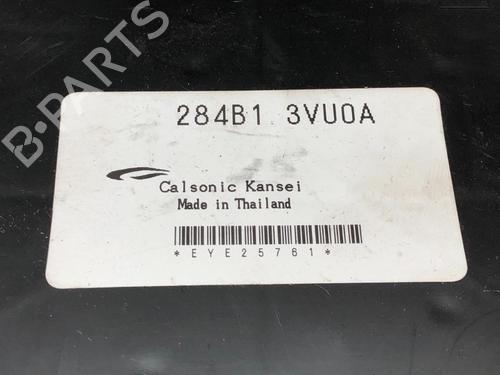 284B1 3VU0A
Calsonic Kansei
Made in Thailand
*EYE25761*
B-PARTS